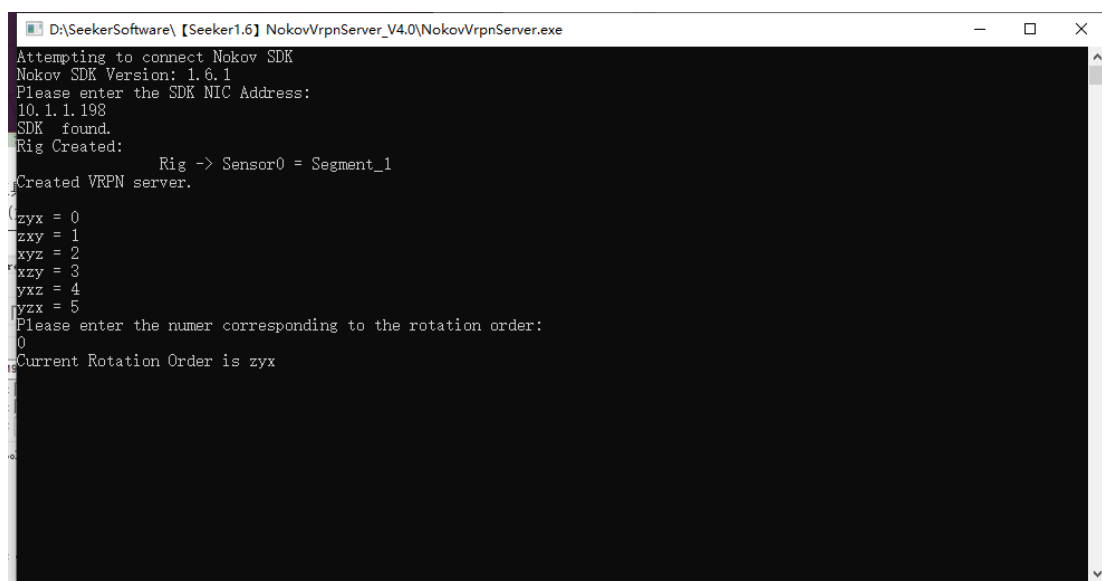 D:\SeekerSoftware\【Seeker1.6】NokovVrpnServer_V4.0\NokovVrpnServer.exe
Attempting to connect Nokov SDK
Nokov SDK Version: 1.6.1
Please enter the SDK NIC Address:
10.1.1.198
SDK  found.
Rig Created:
Rig -> Sensor0 = Segment_1
Created VRPN server.
zyx = 0
zxy = 1
xyz = 2
xzy = 3
yxz = 4
yzx = 5
Please enter the numer corresponding to the rotation order:
0
Current Rotation Order is zyx